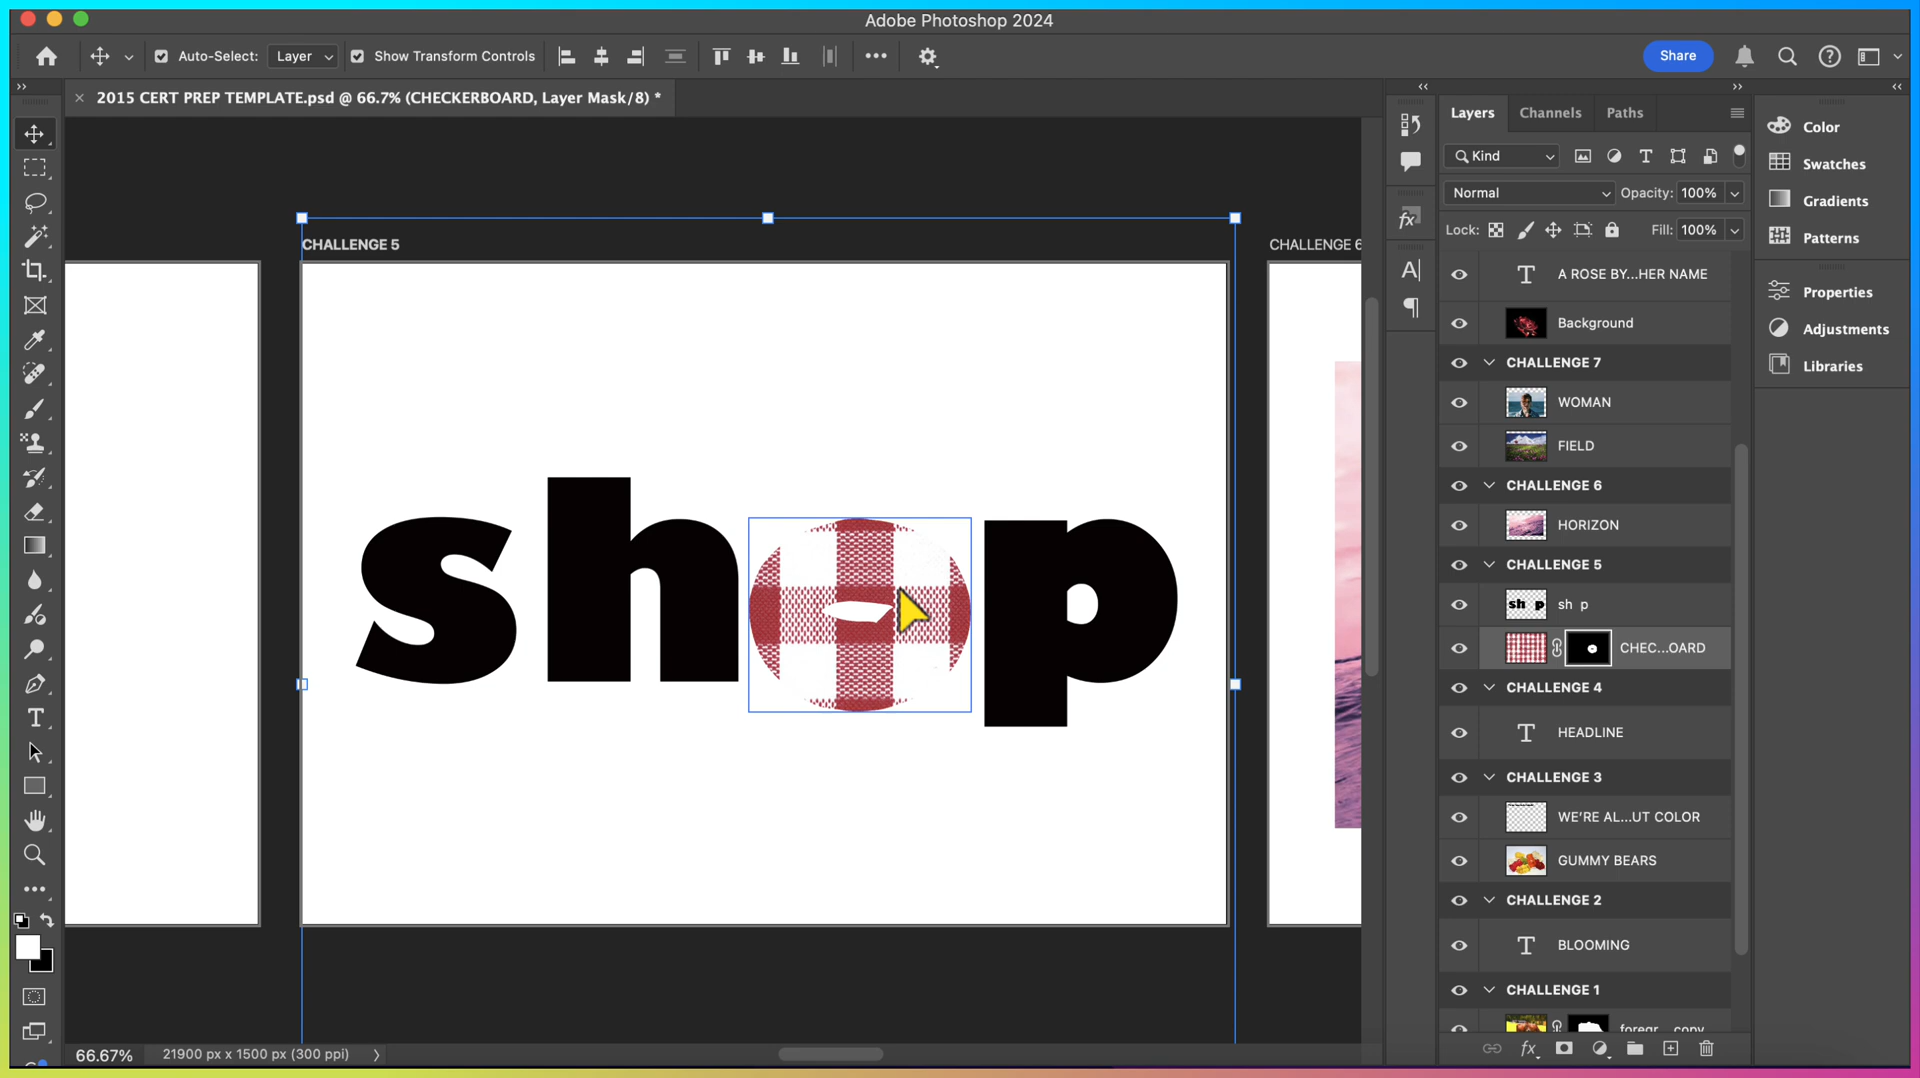 Adobe Photoshop 2024
Auto-Select: Layer Show Transform Controls
Share
2015 CERT PREP TEMPLATE.psd @ 66.7% (CHECKERBOARD, Layer Mask/8) *
CHALLENGE 5
CHALLENGE 6
sh p
Layers Channels Paths
Kind
Normal Opacity: 100%
Lock: Fill: 100%
A ROSE BY...HER NAME
Background
CHALLENGE 7
WOMAN
FIELD
CHALLENGE 6
HORIZON
CHALLENGE 5
sh p sh p
CHEC...OARD
CHALLENGE 4
HEADLINE
CHALLENGE 3
WE'RE AL...UT COLOR
GUMMY BEARS
CHALLENGE 2
BLOOMING
CHALLENGE 1
foregr... copy
Color
Swatches
Gradients
Patterns
Properties
Adjustments
Libraries
66.67% 21900 px x 1500 px (300 ppi)